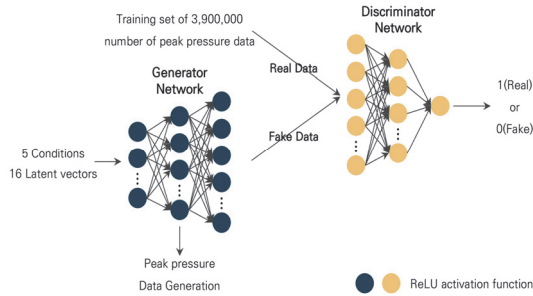 Training set of 3,900,000
number of peak pressure data
Discriminator
Network
Real Data
Generator
Network
Fake Data
1(Real)
or
0(Fake)
5 Conditions
16 Latent vectors
Peak pressure
Data Generation
ReLU activation function